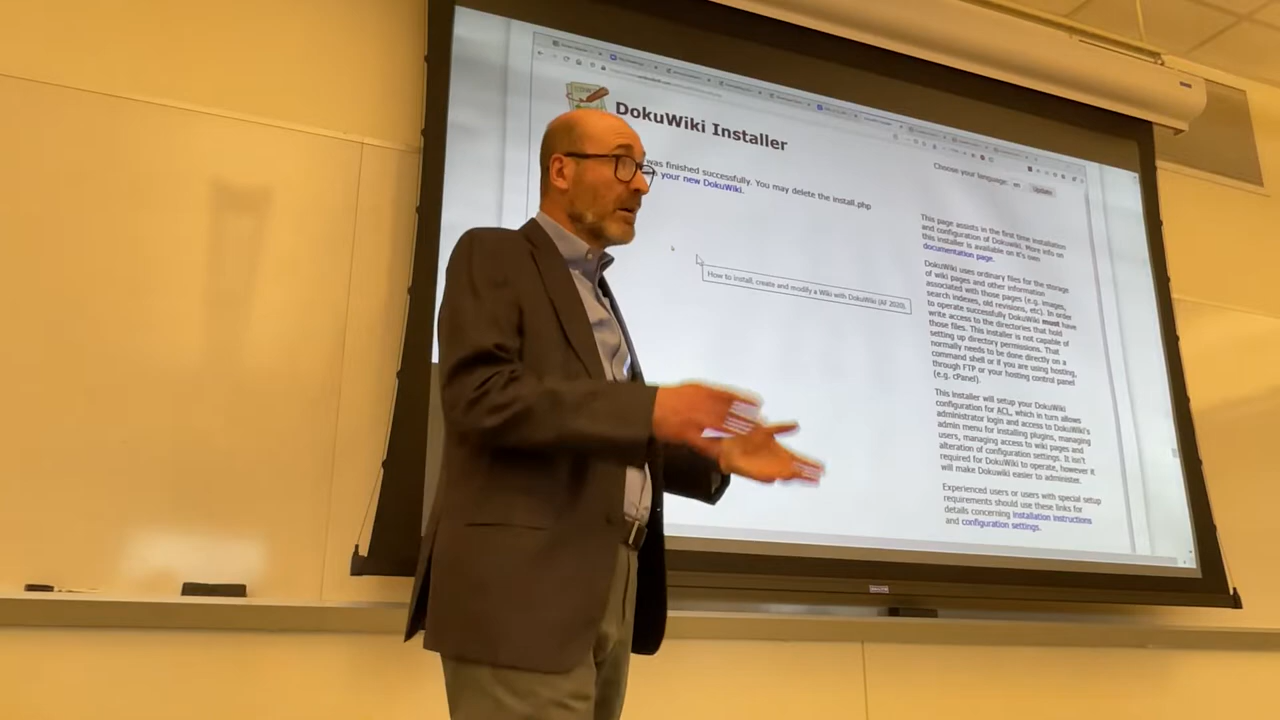 DokuWiki Installer
was finished successfully. You may delete the install.php
your new DokuWiki.
Choose your language: en Update
How to install, create and modify a Wiki with DokuWiki (AF 2020).
This page assists in the first time installation
and configuration of Dokuwiki. More info on
this installer is available on it's own
documentation page.
DokuWiki uses ordinary files for the storage
of wiki pages and other information
associated with those pages (e.g. images,
search indexes, old revisions, etc). In order
to operate successfully DokuWiki must have
write access to the directories that hold
those files. This installer is not capable of
setting up directory permissions. That
normally needs to be done directly on a
command shell or if you are using hosting,
through FTP or your hosting control panel
(e.g. cPanel).
This installer will setup your DokuWiki
configuration for ACL, which in turn allows
administrator login and access to DokuWiki's
admin menu for installing plugins, managing
users, managing access to wiki pages and
alteration of configuration settings. It isn't
required for DokuWiki to operate, however it
will make Dokuwiki easier to administer.
Experienced users or users with special setup
requirements should use these links for
details concerning installation instructions
and configuration settings.